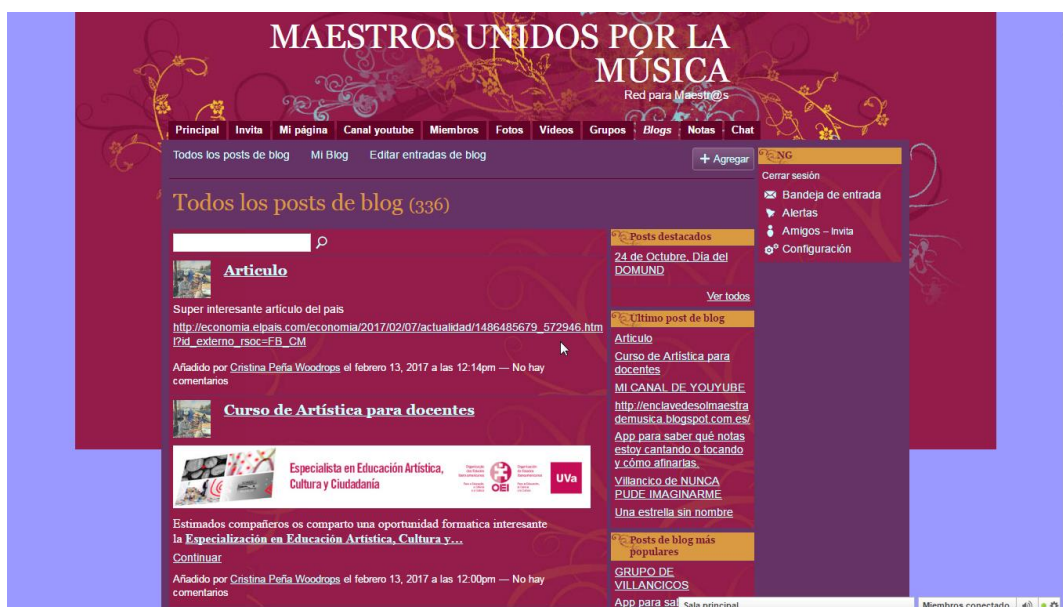 MAESTROS UNIDOS POR LA
MÚSICA
Red para Maestr@s
Principal Invita Mi página Canal youtube Miembros Fotos Vídeos Grupos Blogs Notas Chat
Todos los posts de blog Mi Blog Editar entradas de blog
+ Agregar
Todos los posts de blog (336)
Articulo
Super interesante artículo del pais
http://economia.elpais.com/economia/2017/02/07/actualidad/1486485679_572946.htm
l?id_externo_rsoc=FB_CM
Añadido por Cristina Peña Woodrops el febrero 13, 2017 a las 12:14pm — No hay
comentarios
Curso de Artística para docentes
Especialista en Educación Artística,
Cultura y Ciudadanía
OEI
UVa
Estimados compañeros os comparto una oportunidad formatica interesante
la Especialización en Educación Artística, Cultura y…
Continuar
Añadido por Cristina Peña Woodrops el febrero 13, 2017 a las 12:00pm — No hay
comentarios
Posts destacados
24 de Octubre, Día del
DOMUND
Ver todos
Ultimo post de blog
Articulo
Curso de Artística para
docentes
MI CANAL DE YOUYUBE
http://enclavedesolmaestra
demusica.blogspot.com.es/
App para saber qué notas
estoy cantando o tocando
y cómo afinarlas.
Villancico de NUNCA
PUDE IMAGINARME
Una estrella sin nombre
Posts de blog más
populares
GRUPO DE
VILLANCICOS
App para sa
NG
Cerrar sesión
Bandeja de entrada
Alertas
Amigos – Invita
Configuración
Sala principal
Miembros conectado